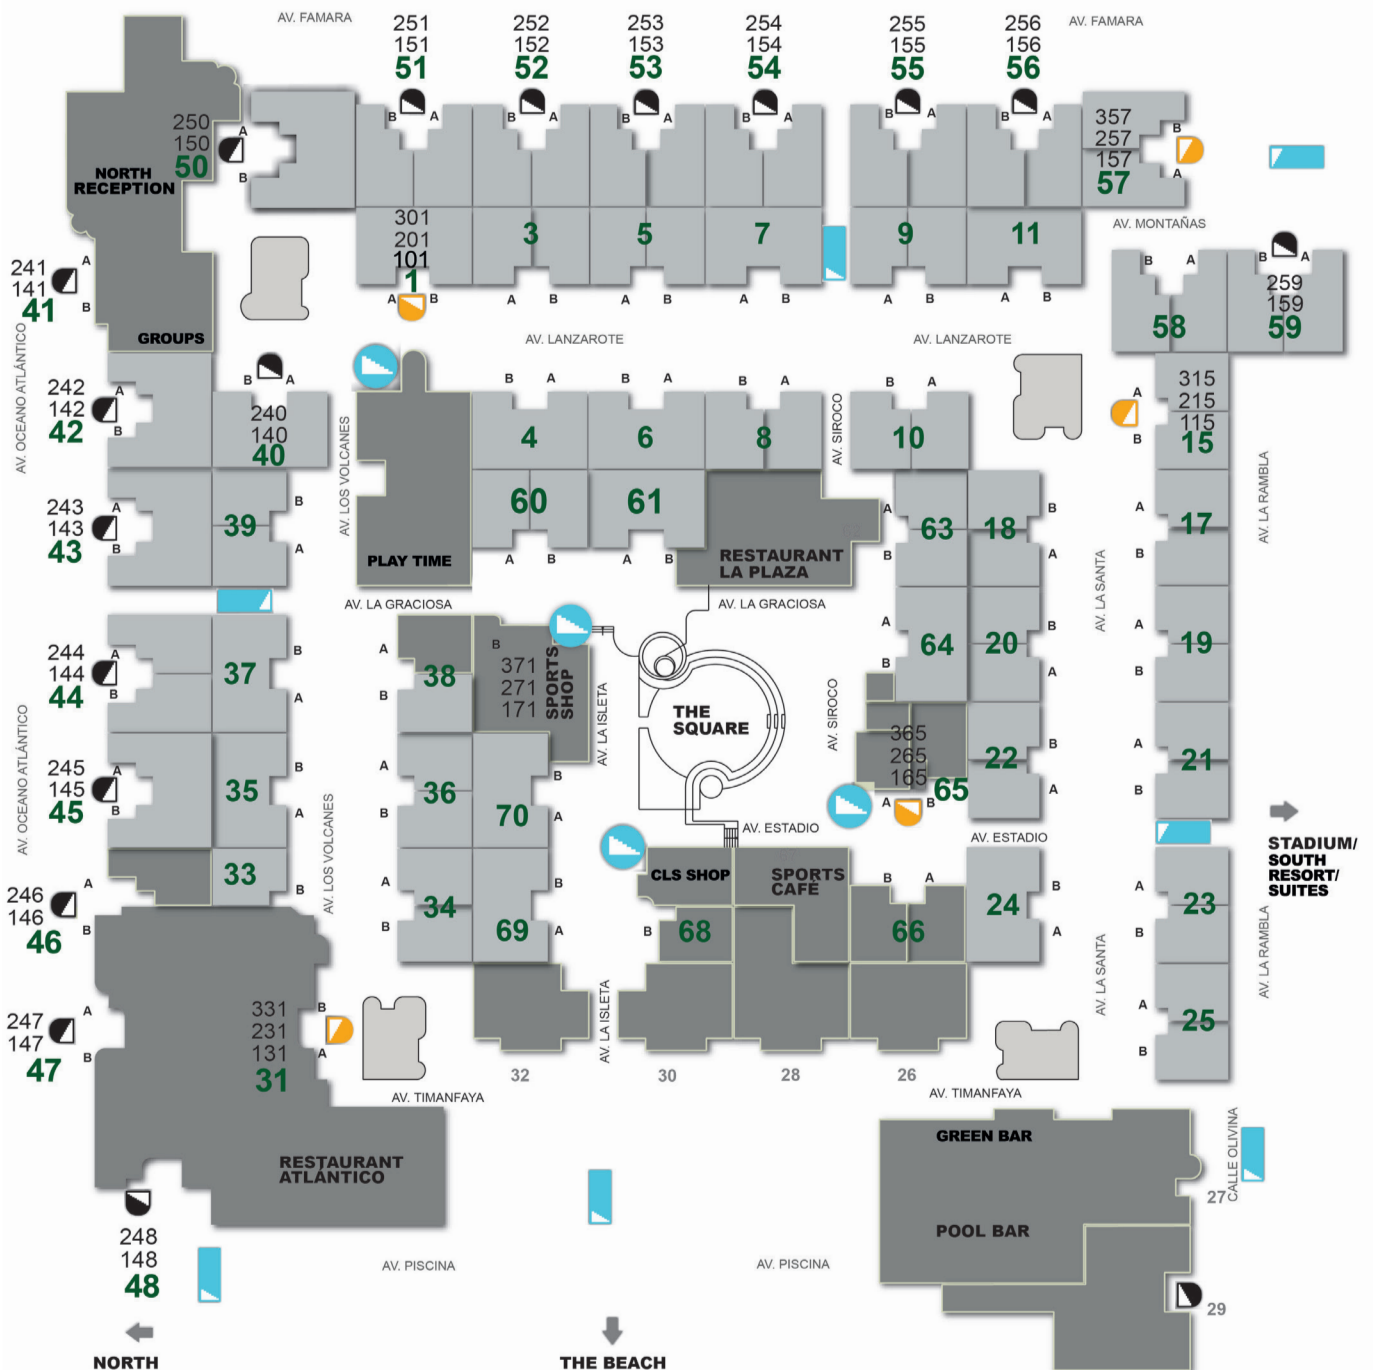 AV. FAMARA
251
151
51
252
152
52
253
153
53
254
154
54
255
155
55
256
156
56
AV. FAMARA
B A
B A
B A
B A
B A
B A
250
150
50
A
B
NORTH
RECEPTION
357
257
157
57
B
A
AV. MONTAÑAS
301
201
101
1
3
5
7
9
11
A B
A B
A B
A B
A B
A B
B A
58
B A
259
159
59
241
141
41
A
B
GROUPS
AV. LANZAROTE
AV. LANZAROTE
AV. OCEANO ATLÁNTICO
242
142
42
A
B
B A
240
140
40
AV. LOS VOLCANES
B A
4
B A
6
B A
8
AV. SIROCO
B A
10
A
B
315
215
115
15
AV. LA RAMBLA
243
143
43
A
B
39
B
A
PLAY TIME
60
A B
61
A B
RESTAURANT
LA PLAZA
A
B
63
18
B
A
A
B
17
AV. LA SANTA
AV. LA GRACIOSA
AV. LA GRACIOSA
244
144
44
A
B
37
B
A
A
B
38
B
371
271
171
SPORTS
SHOP
AV. LA ISLETA
THE
SQUARE
A
B
64
20
B
A
A
B
19
AV. SIROCO
AV. OCEANO ATLÁNTICO
245
145
45
A
B
35
B
A
AV. LOS VOLCANES
A
B
36
70
B
A
365
265
165
65
A B
22
B
A
A
B
21
AV. ESTADIO
AV. ESTADIO
STADIUM/
SOUTH
RESORT/
SUITES
246
146
46
A
B
33
B
34
B
69
B
A
CLS SHOP
SPORTS
CAFÉ
B
68
B A
66
24
B
A
A
B
23
AV. LA SANTA
AV. LA RAMBLA
247
147
47
A
B
331
231
131
31
B
A
AV. LA ISLETA
32
30
28
26
A
B
25
AV. TIMANFAYA
AV. TIMANFAYA
RESTAURANT
ATLÁNTICO
GREEN BAR
CALLE OLIVINA
27
POOL BAR
248
148
48
AV. PISCINA
AV. PISCINA
29
NORTH
THE BEACH